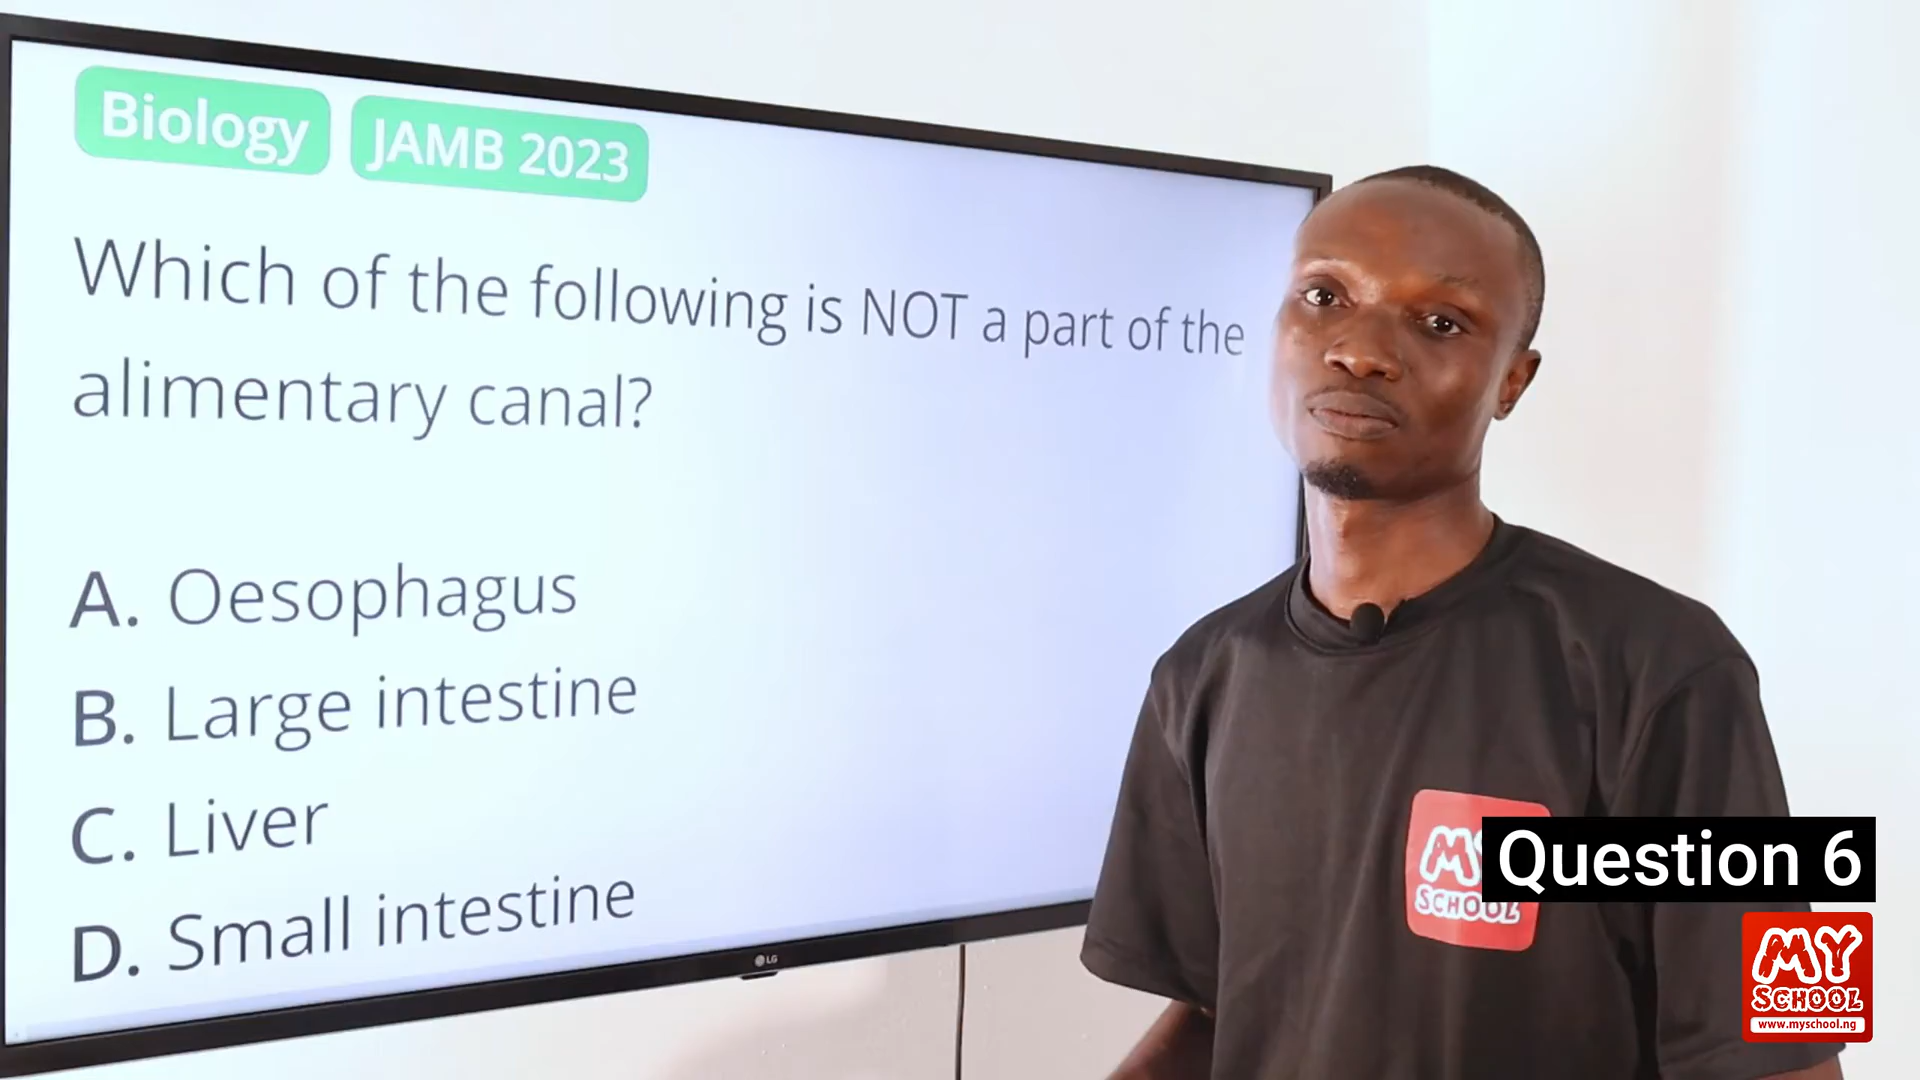 Biology JAMB 2023
Which of the following is NOT a part of the
alimentary canal?
A. Oesophagus
B. Large intestine
C. Liver
D. Small intestine
LG
MY
SCHOOL
Question 6
MY
SCHOOL
www.myschool.ng